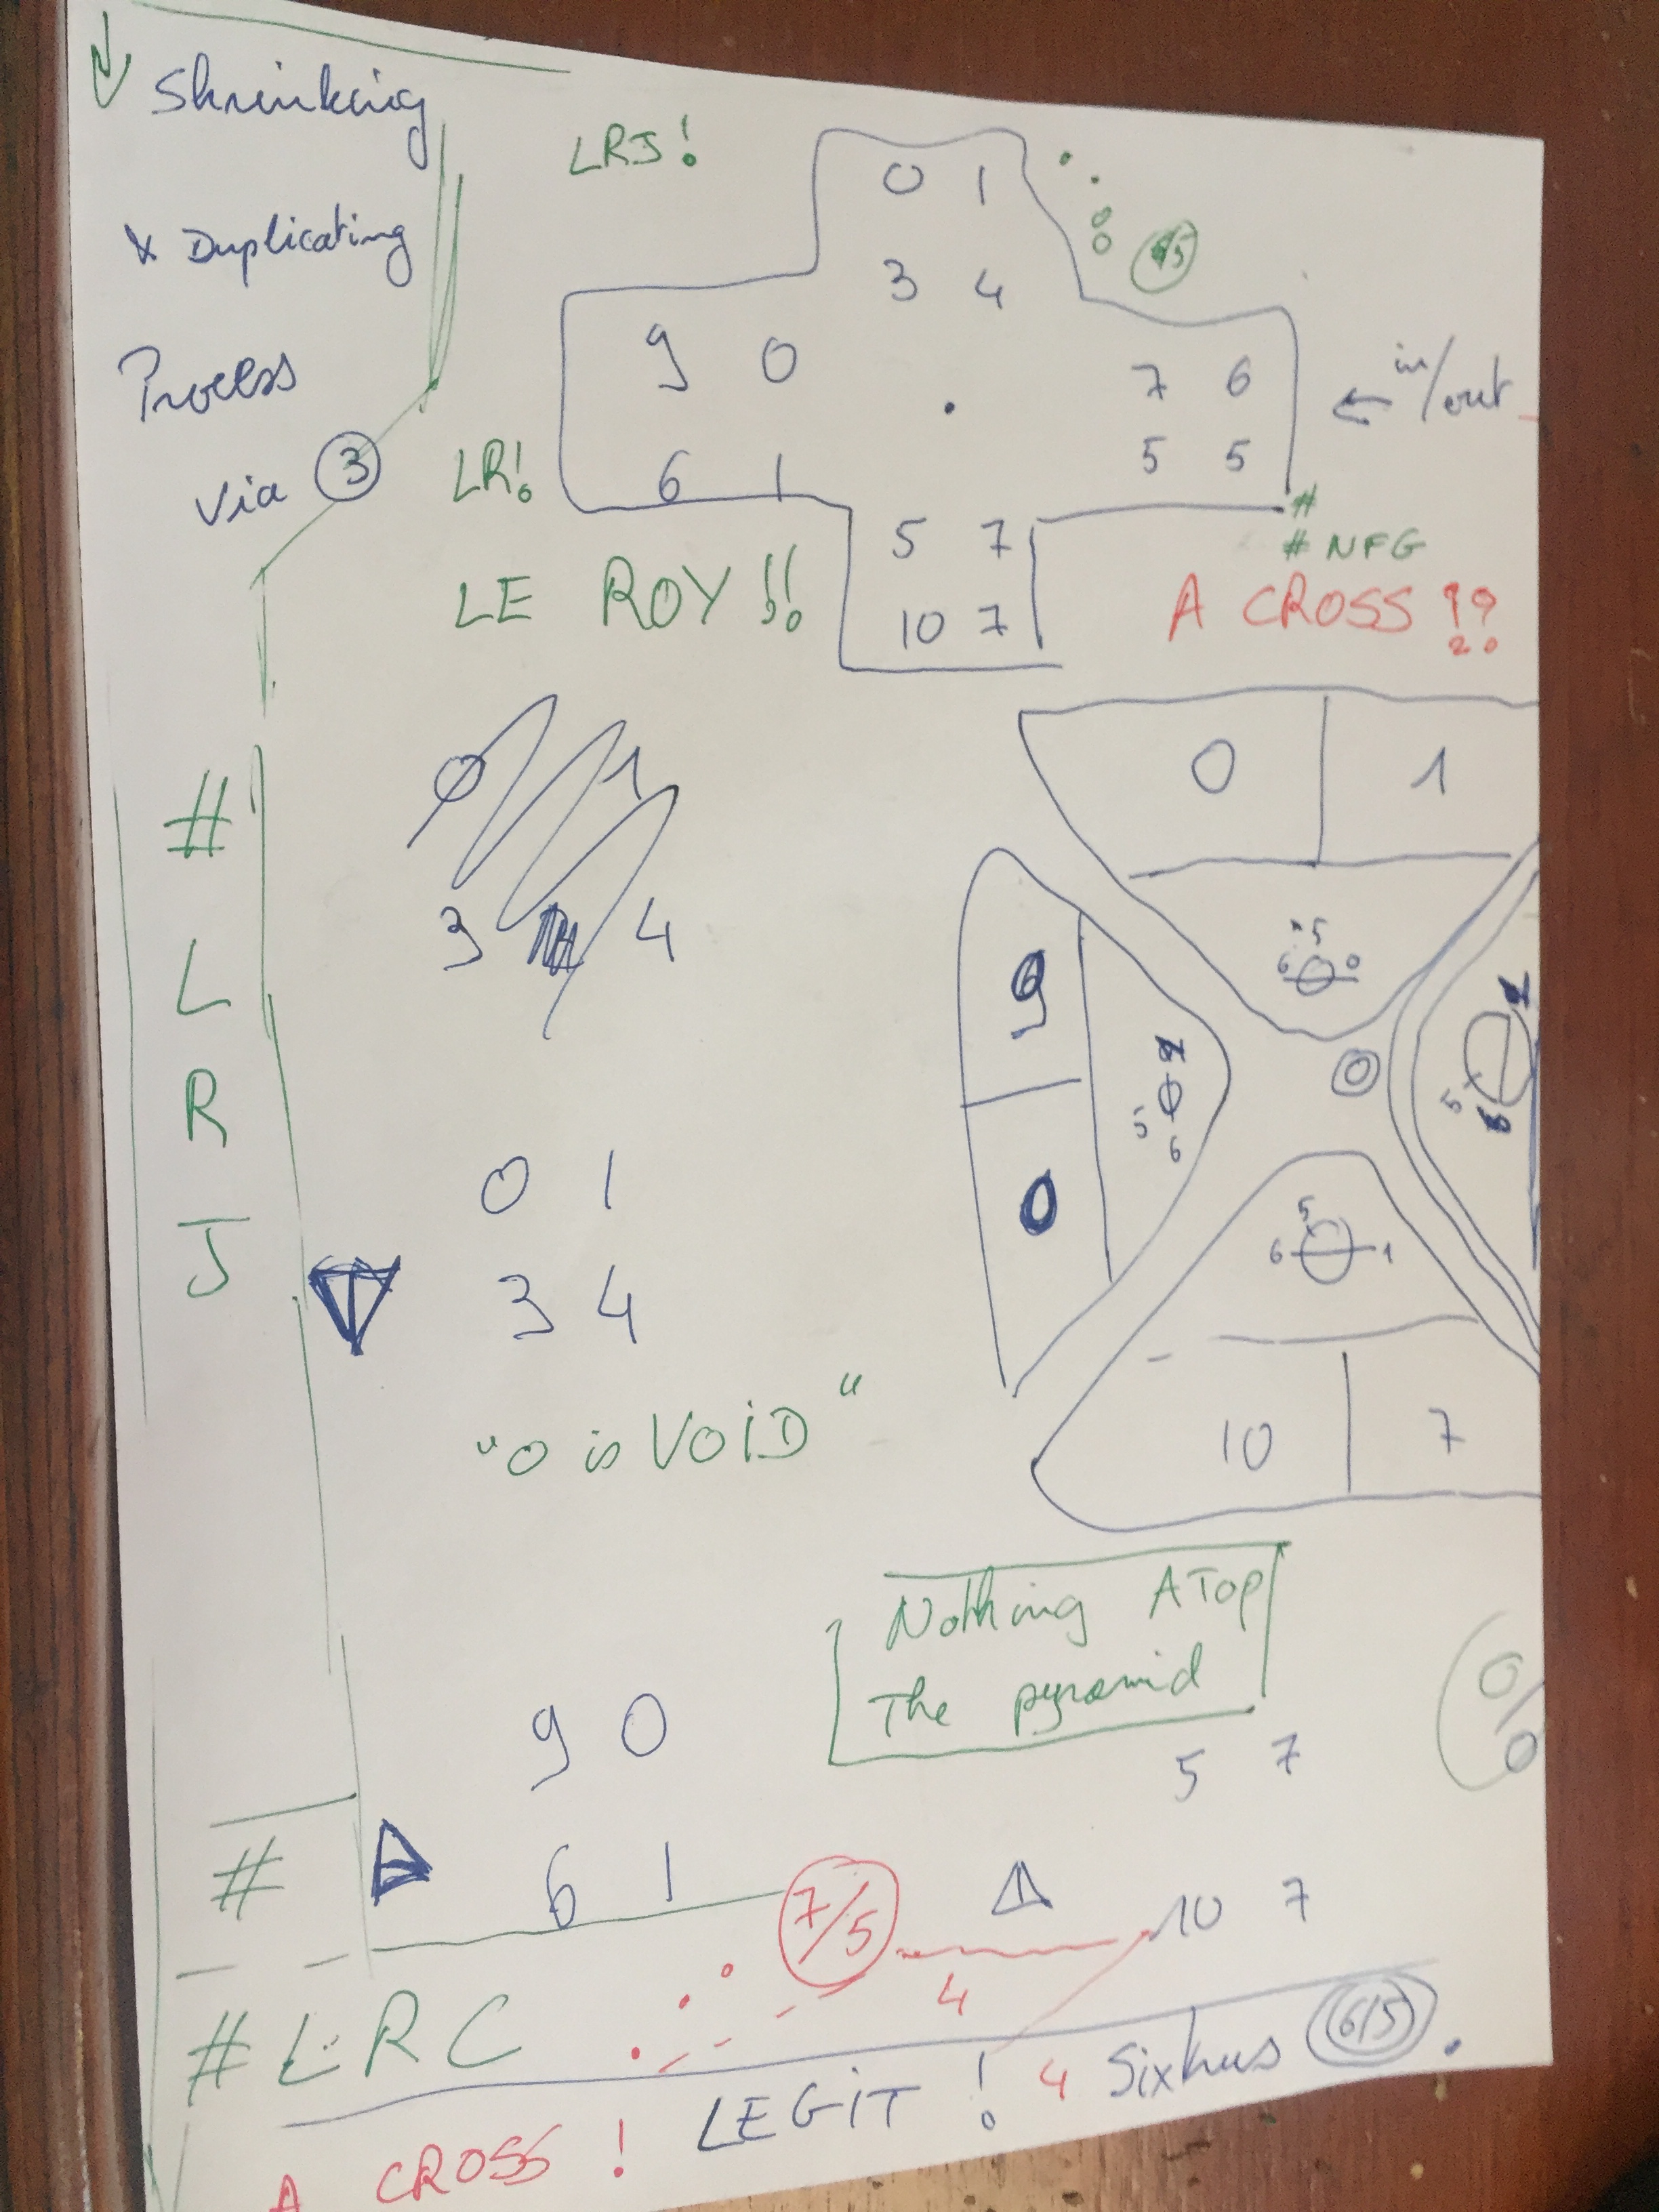 Shrinking
LRJ!
0 1
& Duplicating
3 4
9 0
7 6
in/out
Process
5 5
Via 3
LR!
6 1
#
5 7
# NFG
LE ROY !!
10 7
A CROSS !?
0 1
0 1
#
3 4
5
6 0
9
L
5
5
6
R
0 1
0
5
J
6 1
3 4
"0 is VOiD"
10 7
Nothing ATOP
The pyramid
0/0
9 0
5 7
#
6 1
7/5
10 7
4
# LRC
6/5
LEGiT ! 4 Sixtus
A CROSS !